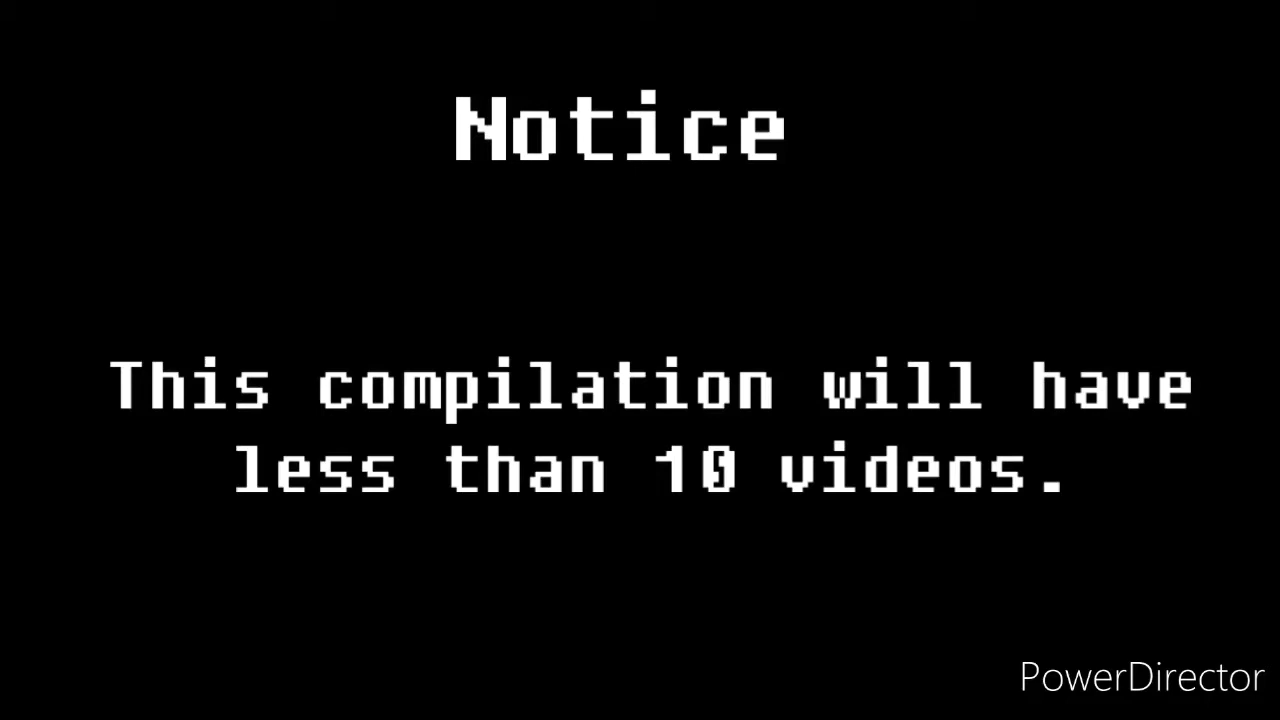 Notice
This compilation will have
less than 10 videos.
PowerDirector